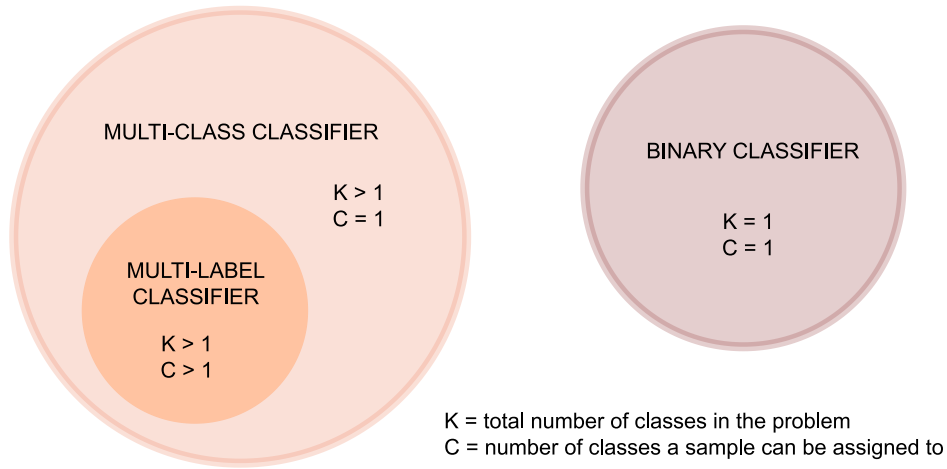 MULTI-CLASS CLASSIFIER
K > 1
C = 1
MULTI-LABEL
CLASSIFIER
K > 1
C > 1
BINARY CLASSIFIER
K = 1
C = 1
K = total number of classes in the problem
C = number of classes a sample can be assigned to